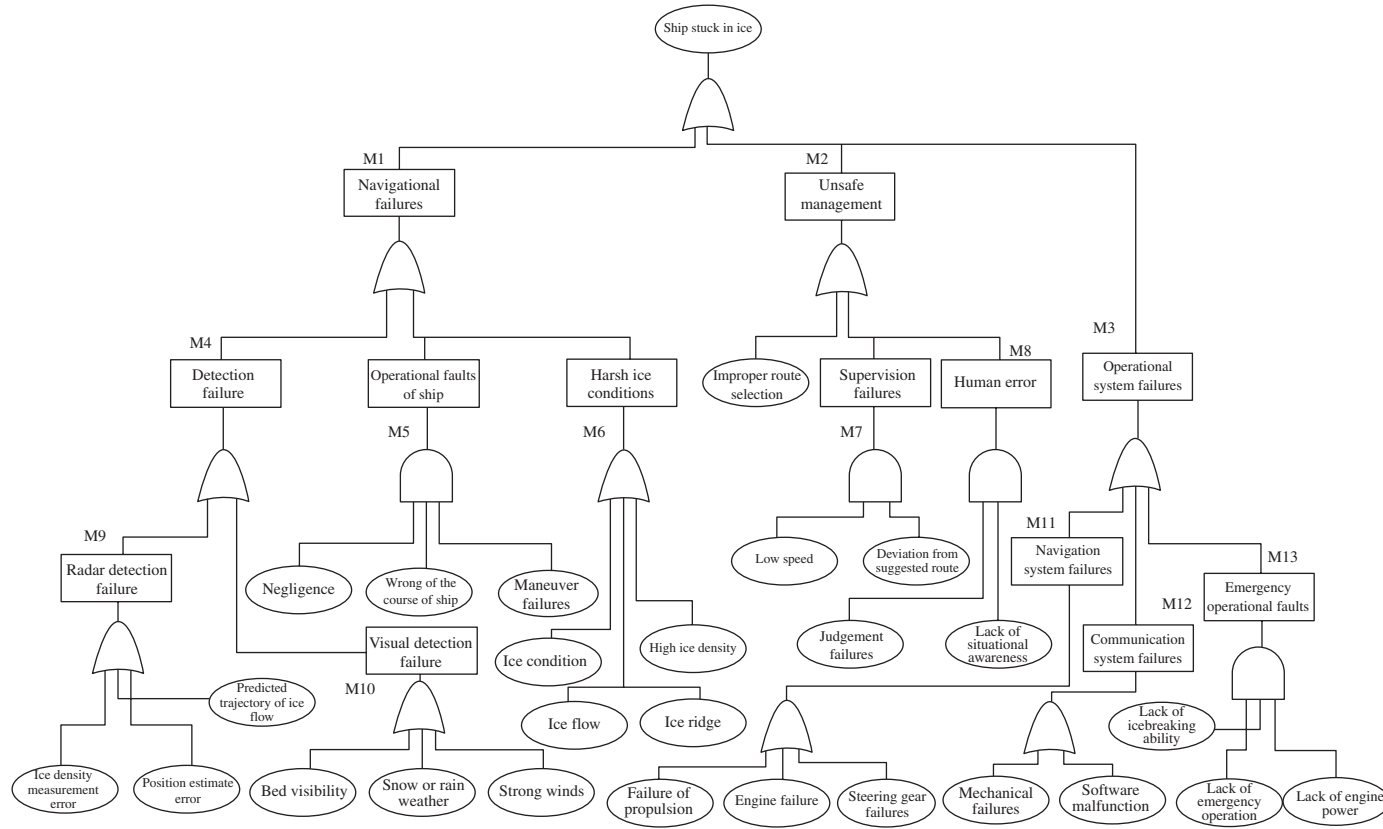 Ship stuck in ice
M1
Navigational
failures
M2
Unsafe
management
M3
Operational
system failures
M4
Detection
failure
Operational faults
of ship
M5
Harsh ice
conditions
M6
Improper route
selection
Supervision
failures
M7
M8
Human error
M9
Radar detection
failure
Negligence
Wrong of the
course of ship
Maneuver
failures
Low speed
Deviation from
suggested route
M11
Navigation
system failures
M13
Emergency
operational faults
M12
Communication
system failures
Visual detection
failure
M10
Ice condition
High ice density
Judgement
failures
Lack of
situational
awareness
Predicted
trajectory of ice
flow
Ice flow
Ice ridge
Lack of
icebreaking
ability
Ice density
measurement
error
Position estimate
error
Bed visibility
Snow or rain
weather
Strong winds
Failure of
propulsion
Engine failure
Steering gear
failures
Mechanical
failures
Software
malfunction
Lack of
emergency
operation
Lack of engine
power